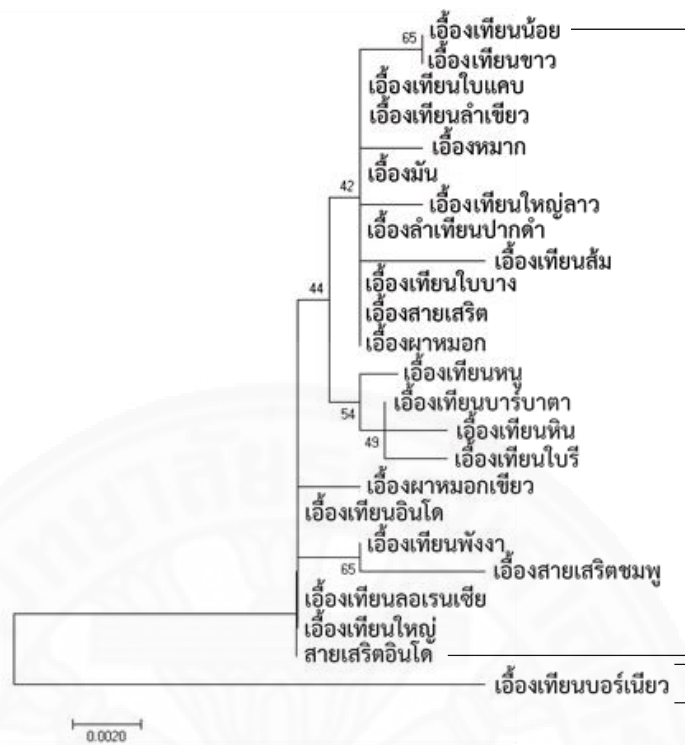 65
เอื้องเทียนน้อย
เอื้องเทียนขาว
เอื้องเทียนใบแคบ
เอื้องเทียนลำเขียว
เอื้องหมาก
เอื้องมัน
42
เอื้องเทียนใหญ่ลาว
เอื้องลำเทียนปากดำ
เอื้องเทียนส้ม
เอื้องเทียนใบบาง
44
เอื้องสายเสริต
เอื้องผาหมอก
เอื้องเทียนหนู
เอื้องเทียนบาร์บาตา
54
เอื้องเทียนหิน
49
เอื้องเทียนใบรี
เอื้องผาหมอกเขียว
เอื้องเทียนอินโด
เอื้องเทียนพังงา
65
เอื้องสายเสริตชมพู
เอื้องเทียนลอเรนเซีย
เอื้องเทียนใหญ่
สายเสริตอินโด
เอื้องเทียนบอร์เนียว
0.0020